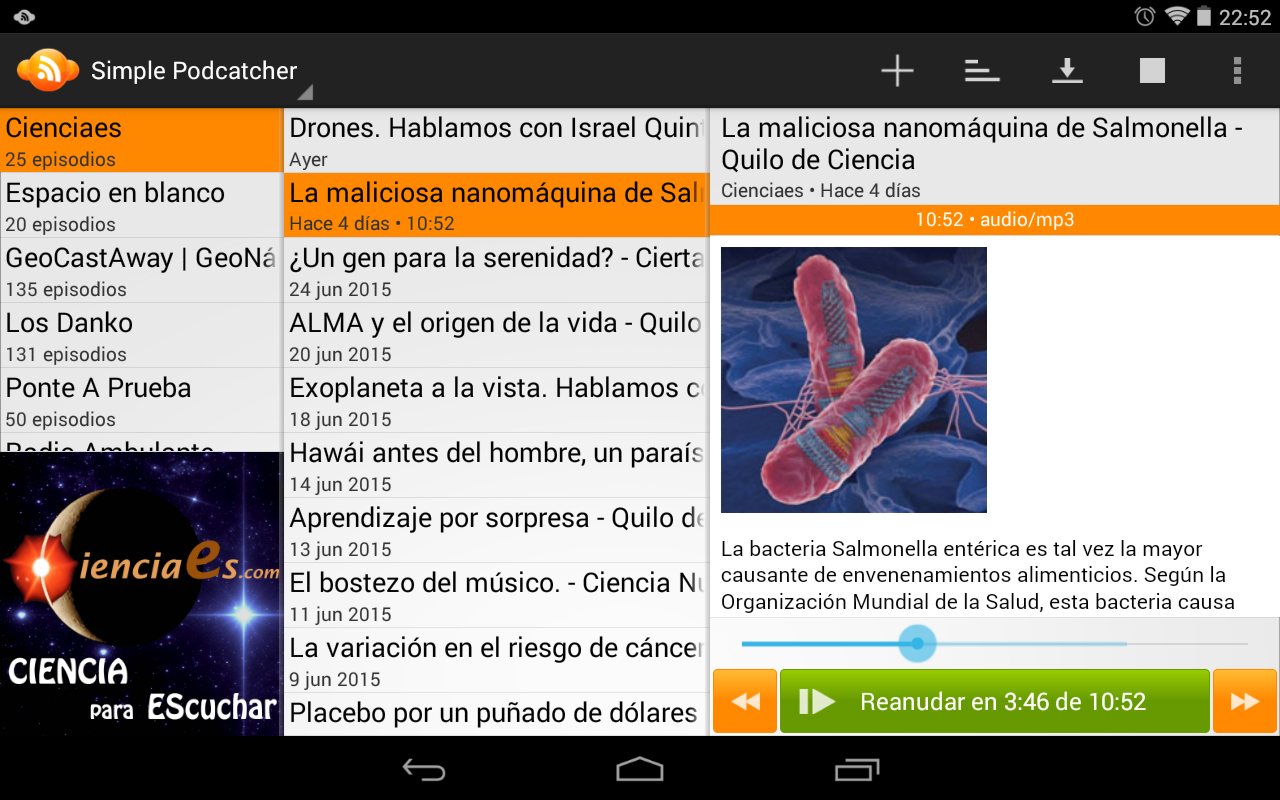 22:52
Simple Podcatcher
Cienciaes
25 episodios
Espacio en blanco
20 episodios
GeoCastAway | GeoNá
135 episodios
Los Danko
131 episodios
Ponte A Prueba
50 episodios
Radio Ambulante
ienciaes.com
CIENCIA
para EScuchar
Drones. Hablamos con Israel Quin
Ayer
La maliciosa nanomáquina de Sal
Hace 4 días • 10:52
¿Un gen para la serenidad? - Cierta
24 jun 2015
ALMA y el origen de la vida - Quilo
20 jun 2015
Exoplaneta a la vista. Hablamos c
18 jun 2015
Hawái antes del hombre, un paraís
14 jun 2015
Aprendizaje por sorpresa - Quilo de
13 jun 2015
El bostezo del músico. - Ciencia Nu
11 jun 2015
La variación en el riesgo de cáncer
9 jun 2015
Placebo por un puñado de dólares
La maliciosa nanomáquina de Salmonella -
Quilo de Ciencia
Cienciaes • Hace 4 días
10:52 • audio/mp3
La bacteria Salmonella entérica es tal vez la mayor
causante de envenenamientos alimenticios. Según la
Organización Mundial de la Salud, esta bacteria causa
Reanudar en 3:46 de 10:52